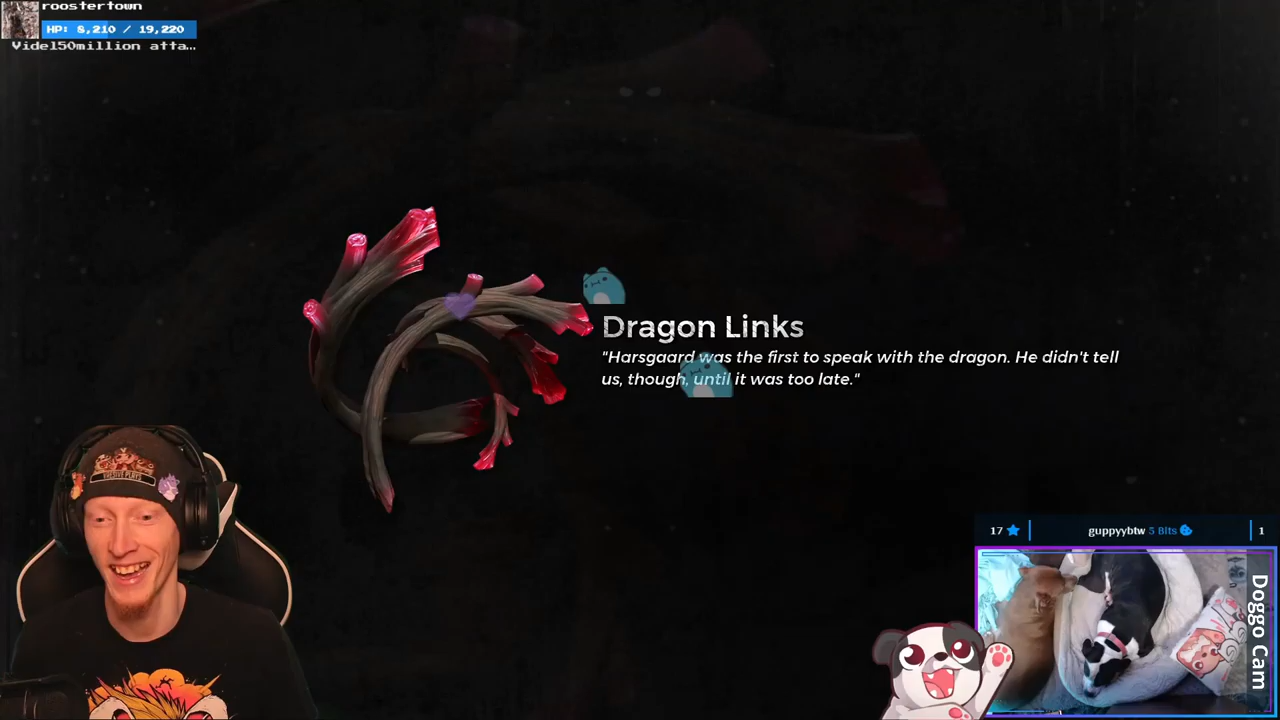 roostertown
HP: 8,210 / 19,220
Videl50million atta...
Dragon Links
"Harsgaard was the first to speak with the dragon. He didn't tell
us, though, until it was too late."
17
guppyybtw 5 Bits
1
Doggo Cam